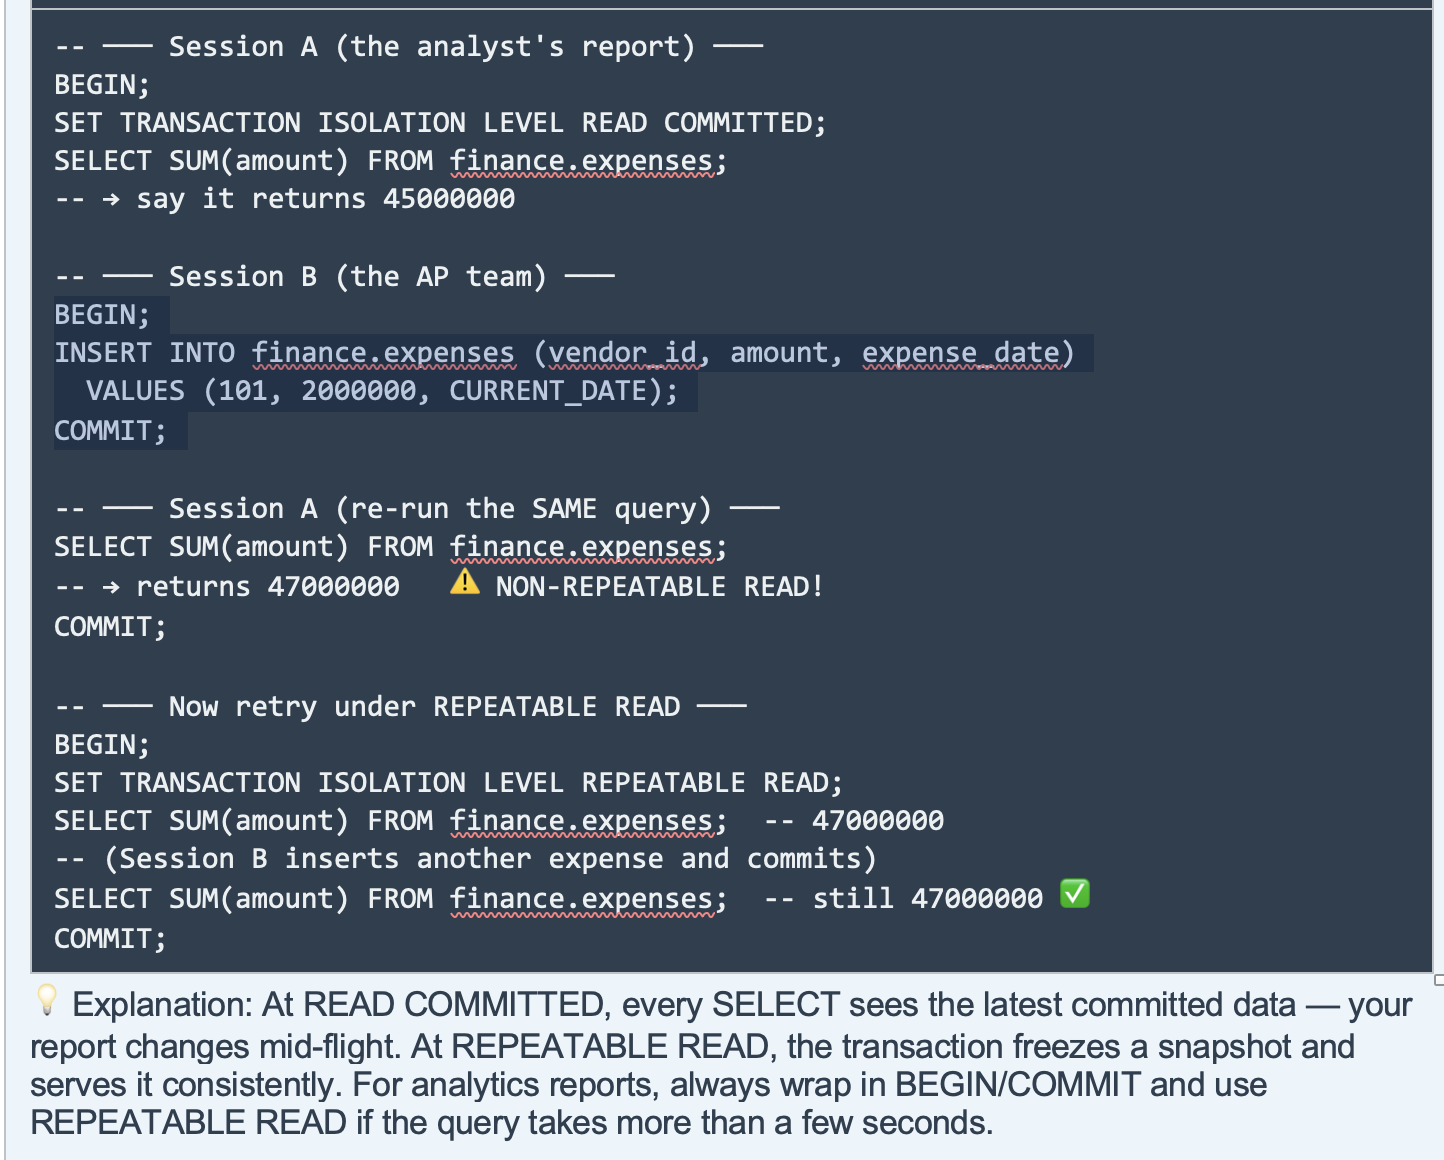 -- ─── Session A (the analyst's report) ───
BEGIN;
SET TRANSACTION ISOLATION LEVEL READ COMMITTED;
SELECT SUM(amount) FROM finance.expenses;
-- → say it returns 45000000
-- ─── Session B (the AP team) ───
BEGIN;
INSERT INTO finance.expenses (vendor_id, amount, expense_date)
  VALUES (101, 2000000, CURRENT_DATE);
COMMIT;
-- ─── Session A (re-run the SAME query) ───
SELECT SUM(amount) FROM finance.expenses;
-- → returns 47000000   ⚠️ NON-REPEATABLE READ!
COMMIT;
-- ─── Now retry under REPEATABLE READ ───
BEGIN;
SET TRANSACTION ISOLATION LEVEL REPEATABLE READ;
SELECT SUM(amount) FROM finance.expenses;  -- 47000000
-- (Session B inserts another expense and commits)
SELECT SUM(amount) FROM finance.expenses;  -- still 47000000 ✅
COMMIT;
💡 Explanation: At READ COMMITTED, every SELECT sees the latest committed data — your
report changes mid-flight. At REPEATABLE READ, the transaction freezes a snapshot and
serves it consistently. For analytics reports, always wrap in BEGIN/COMMIT and use
REPEATABLE READ if the query takes more than a few seconds.